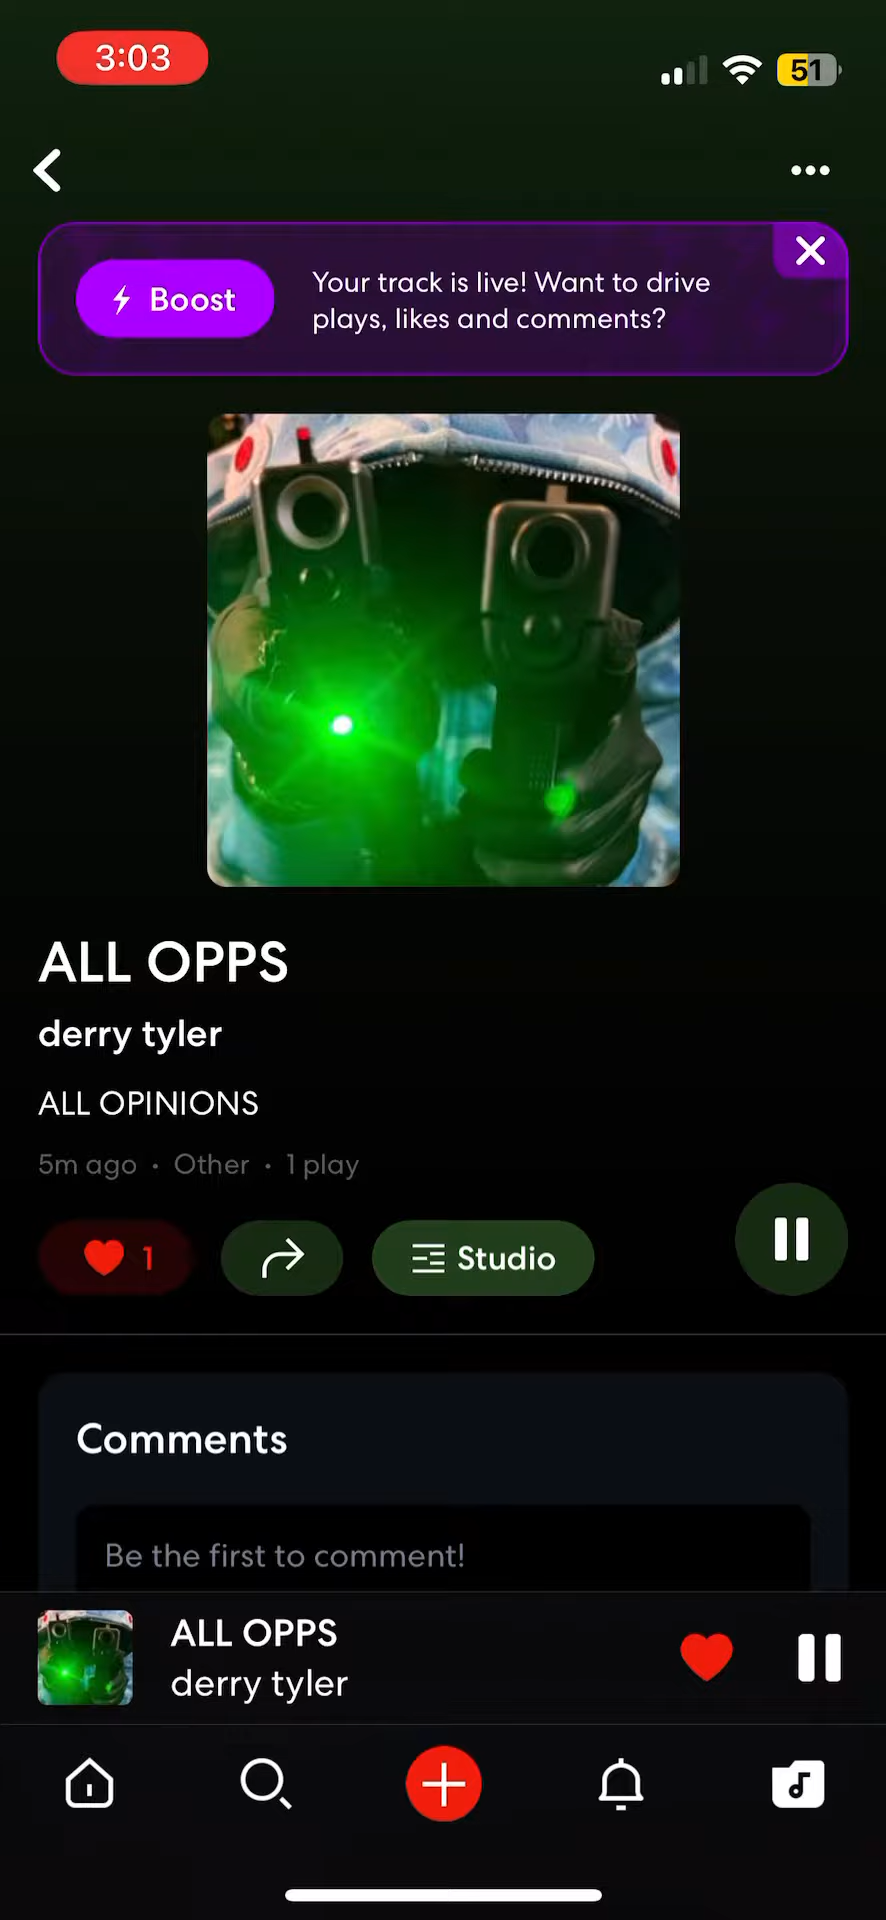 3:03
51
Boost
Your track is live! Want to drive
plays, likes and comments?
ALL OPPS
derry tyler
ALL OPINIONS
5m ago • Other • 1 play
1
Studio
Comments
Be the first to comment!
ALL OPPS
derry tyler